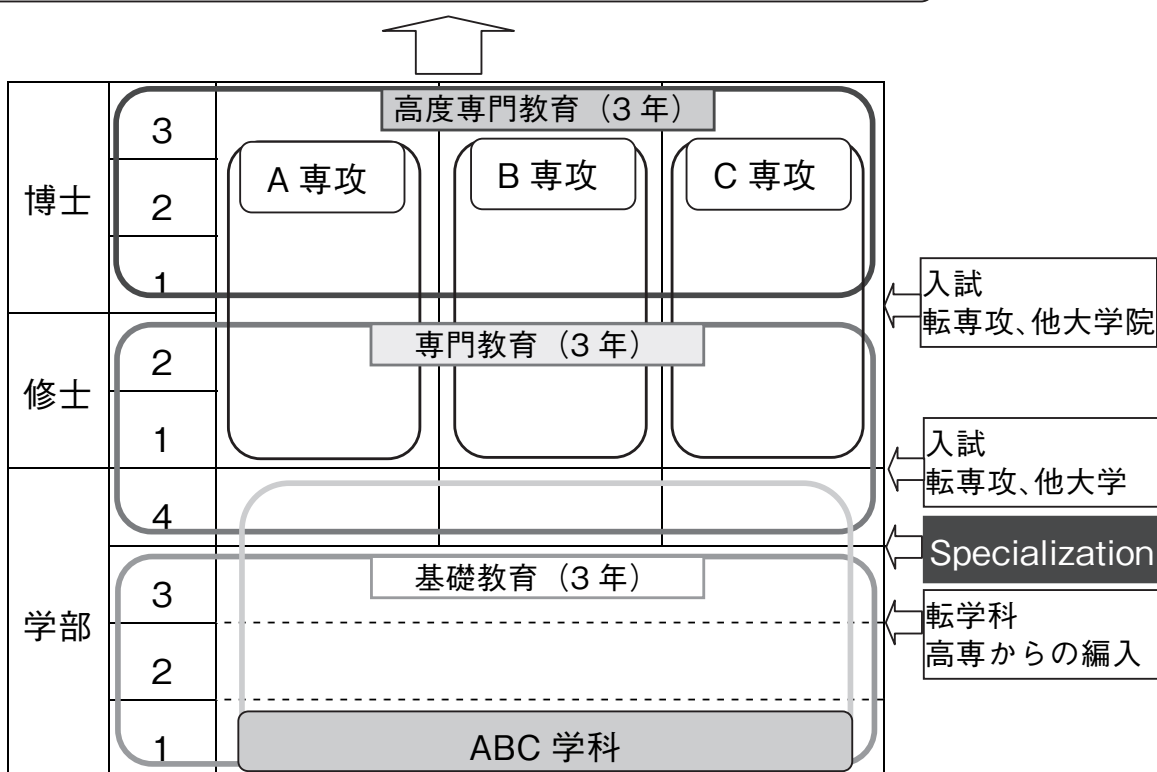 高度専門教育（3 年）
3
A 専攻
B 専攻
C 専攻
博士
2
1
入試
転専攻、他大学院
専門教育（3 年）
2
修士
1
入試
転専攻、他大学
4
Specialization
基礎教育（3 年）
3
転学科
高専からの編入
学部
2
1
ABC 学科